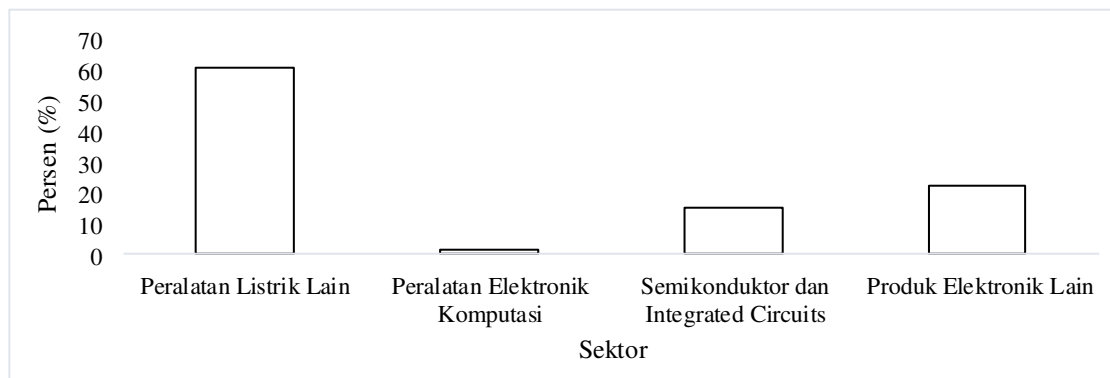 70
60
50
40
30
20
10
0
Persen (%)
Peralatan Listrik Lain
Peralatan Elektronik
Komputasi
Semikonduktor dan
Integrated Circuits
Produk Elektronik Lain
Sektor